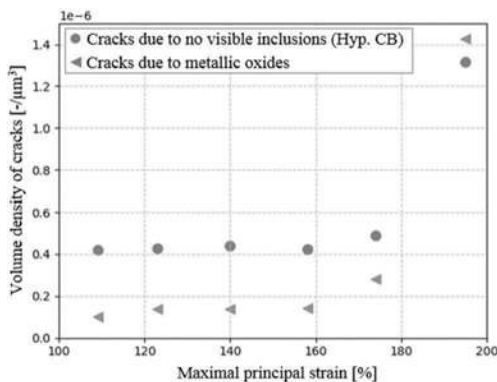 1e−6
Cracks due to no visible inclusions (Hyp. CB)
Cracks due to metallic oxides
Volume density of cracks [-/μm³]
1.4
1.2
1.0
0.8
0.6
0.4
0.2
0.0
100 120 140 160 180 200
Maximal principal strain [%]